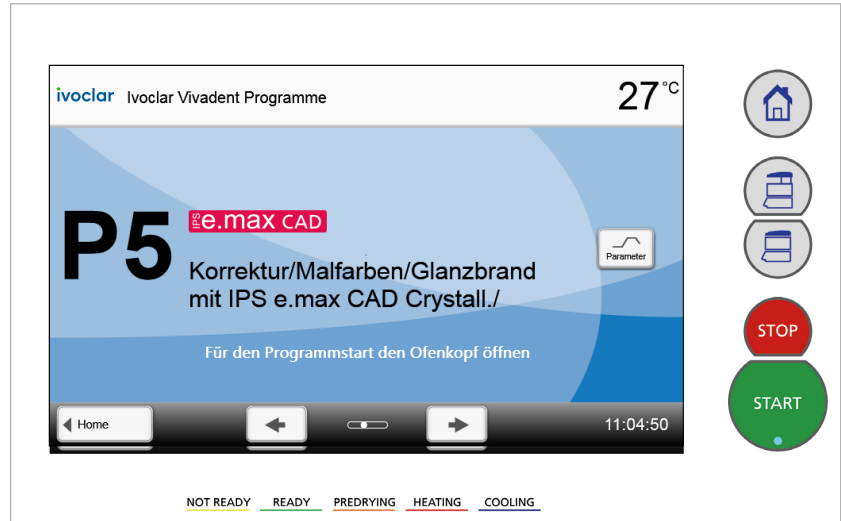 ivoclar Ivoclar Vivadent Programme 27°C
P5
IPS e.max CAD
Korrektur/Malfarben/Glanzbrand
mit IPS e.max CAD Crystall./
Parameter
Für den Programmstart den Ofenkopf öffnen
Home 11:04:50
STOP
START
NOT READY READY PREDRYING HEATING COOLING